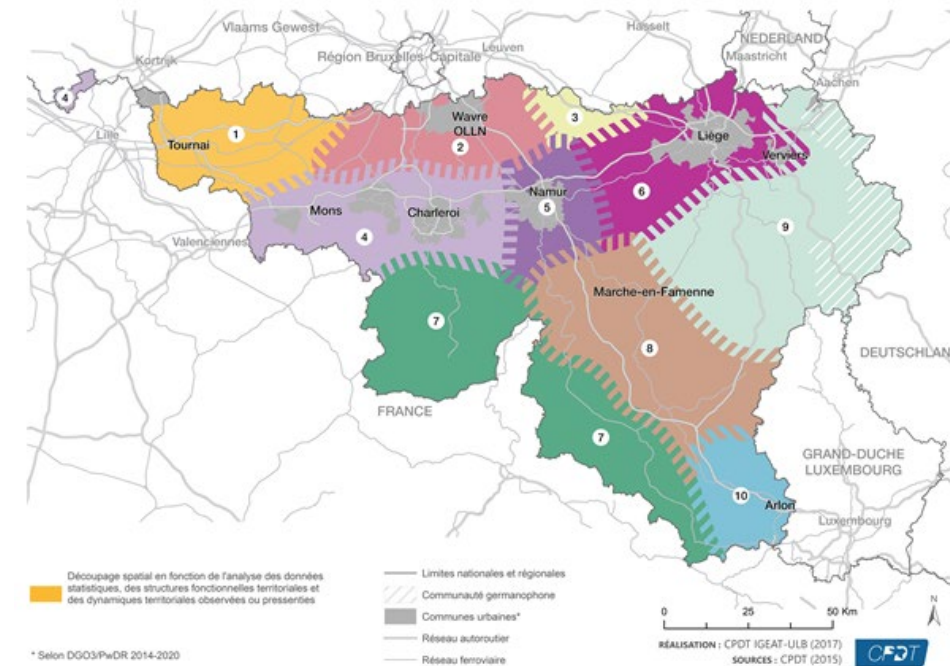 Vlaams Gewest
Hasselt
NEDERLAND
Kortrijk
Région Bruxelles-Capitale
Leuven
Maastricht
Aachen
4
Lille
1
Tournai
Wavre
OLLN
2
3
Liège
Verviers
Namur
5
6
Mons
Charleroi
4
9
Valenciennes
Marche-en-Famenne
7
8
DEUTSCHLAN
FRANCE
7
GRAND-DUCHE
LUXEMBOURG
10
Arlon
Luxembourg
Découpage spatial en fonction de l'analyse des données
statistiques, des structures fonctionnelles territoriales et
des dynamiques territoriales observées ou pressenties
* Selon DGO3/PwDR 2014-2020
Limites nationales et régionales
Communauté germanophone
Communes urbaines*
Réseau autoroutier
Réseau ferroviaire
0 25 50 Km
N
RÉALISATION : CPDT IGEAT-ULB (2017)
SOURCES : CPDT (2015)
CPDT